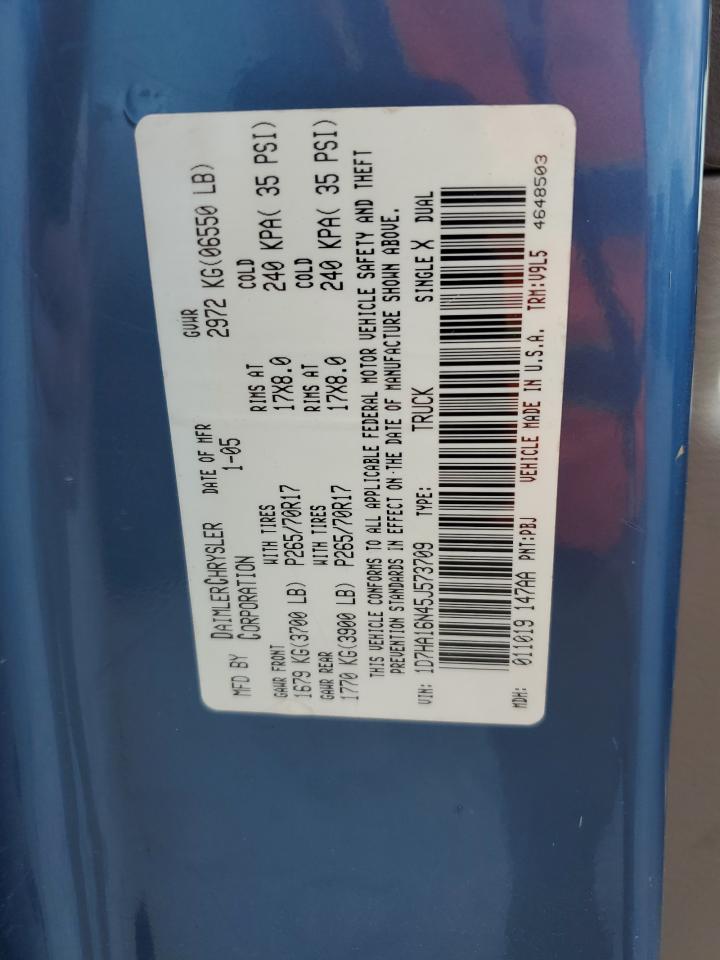 MFD BY DAIMLERCHRYSLER CORPORATION DATE OF MFR 1-05 GVWR 2972 KG(06550 LB)
GAWR FRONT WITH TIRES RIMS AT COLD
1679 KG(3700 LB) P265/70R17 17X8.0 240 KPA( 35 PSI)
GAWR REAR WITH TIRES RIMS AT COLD
1770 KG(3900 LB) P265/70R17 17X8.0 240 KPA( 35 PSI)
THIS VEHICLE CONFORMS TO ALL APPLICABLE FEDERAL MOTOR VEHICLE SAFETY AND THEFT
PREVENTION STANDARDS IN EFFECT ON THE DATE OF MANUFACTURE SHOWN ABOVE.
VIN: 1D7HA16N45J573709 TYPE: TRUCK SINGLE X DUAL
MDH: 011019 147AA PNT:PBJ VEHICLE MADE IN U.S.A. TRM:V9L5
4648503